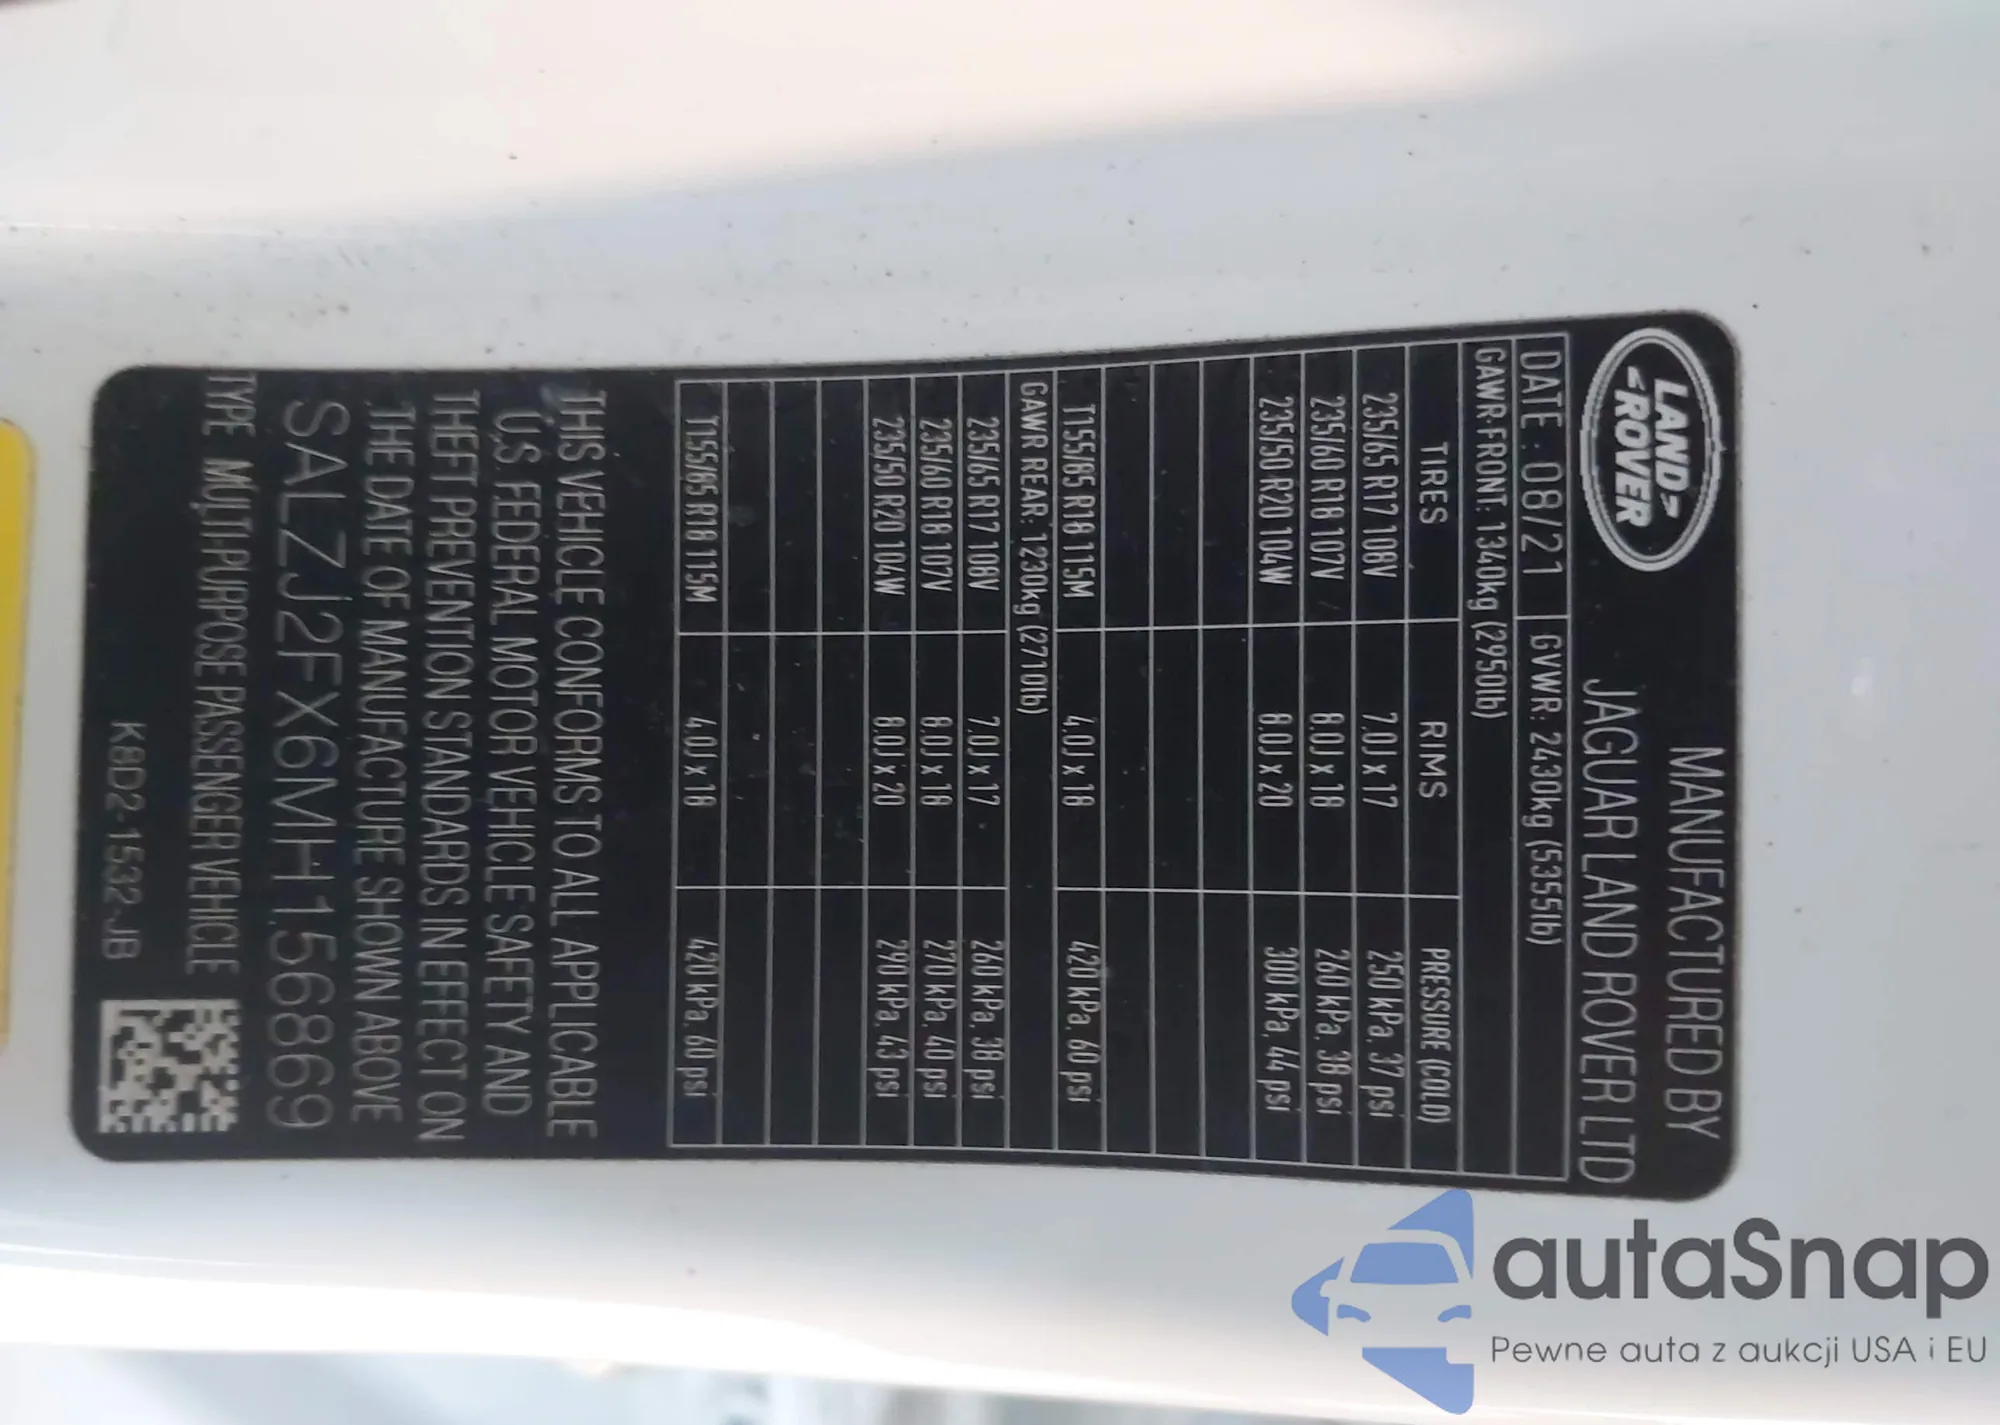 LAND
ROVER
MANUFACTURED BY
JAGUAR LAND ROVER LTD
DATE : 08/21 GVWR: 2430kg (5355lb)
GAWR FRONT: 1340kg (2950lb)
TIRES RIMS PRESSURE (COLD)
235/65 R17 108V 7.0J x 17 250 kPa, 37 psi
235/60 R18 107V 8.0J x 18 260 kPa, 38 psi
235/50 R20 104W 8.0J x 20 300 kPa, 44 psi
T155/85 R18 115M 4.0J x 18 420 kPa, 60 psi
GAWR REAR: 1230kg (2710lb)
235/65 R17 108V 7.0J x 17 260 kPa, 38 psi
235/60 R18 107V 8.0J x 18 270 kPa, 40 psi
235/50 R20 104W 8.0J x 20 290 kPa, 43 psi
T155/85 R18 115M 4.0J x 18 420 kPa, 60 psi
THIS VEHICLE CONFORMS TO ALL APPLICABLE
U.S. FEDERAL MOTOR VEHICLE SAFETY AND
THEFT PREVENTION STANDARDS IN EFFECT ON
THE DATE OF MANUFACTURE SHOWN ABOVE
SALZJ2FX6MH156869
TYPE MULTI-PURPOSE PASSENGER VEHICLE
K8D2-1532-JB
autaSnap
Pewne auta z aukcji USA i EU